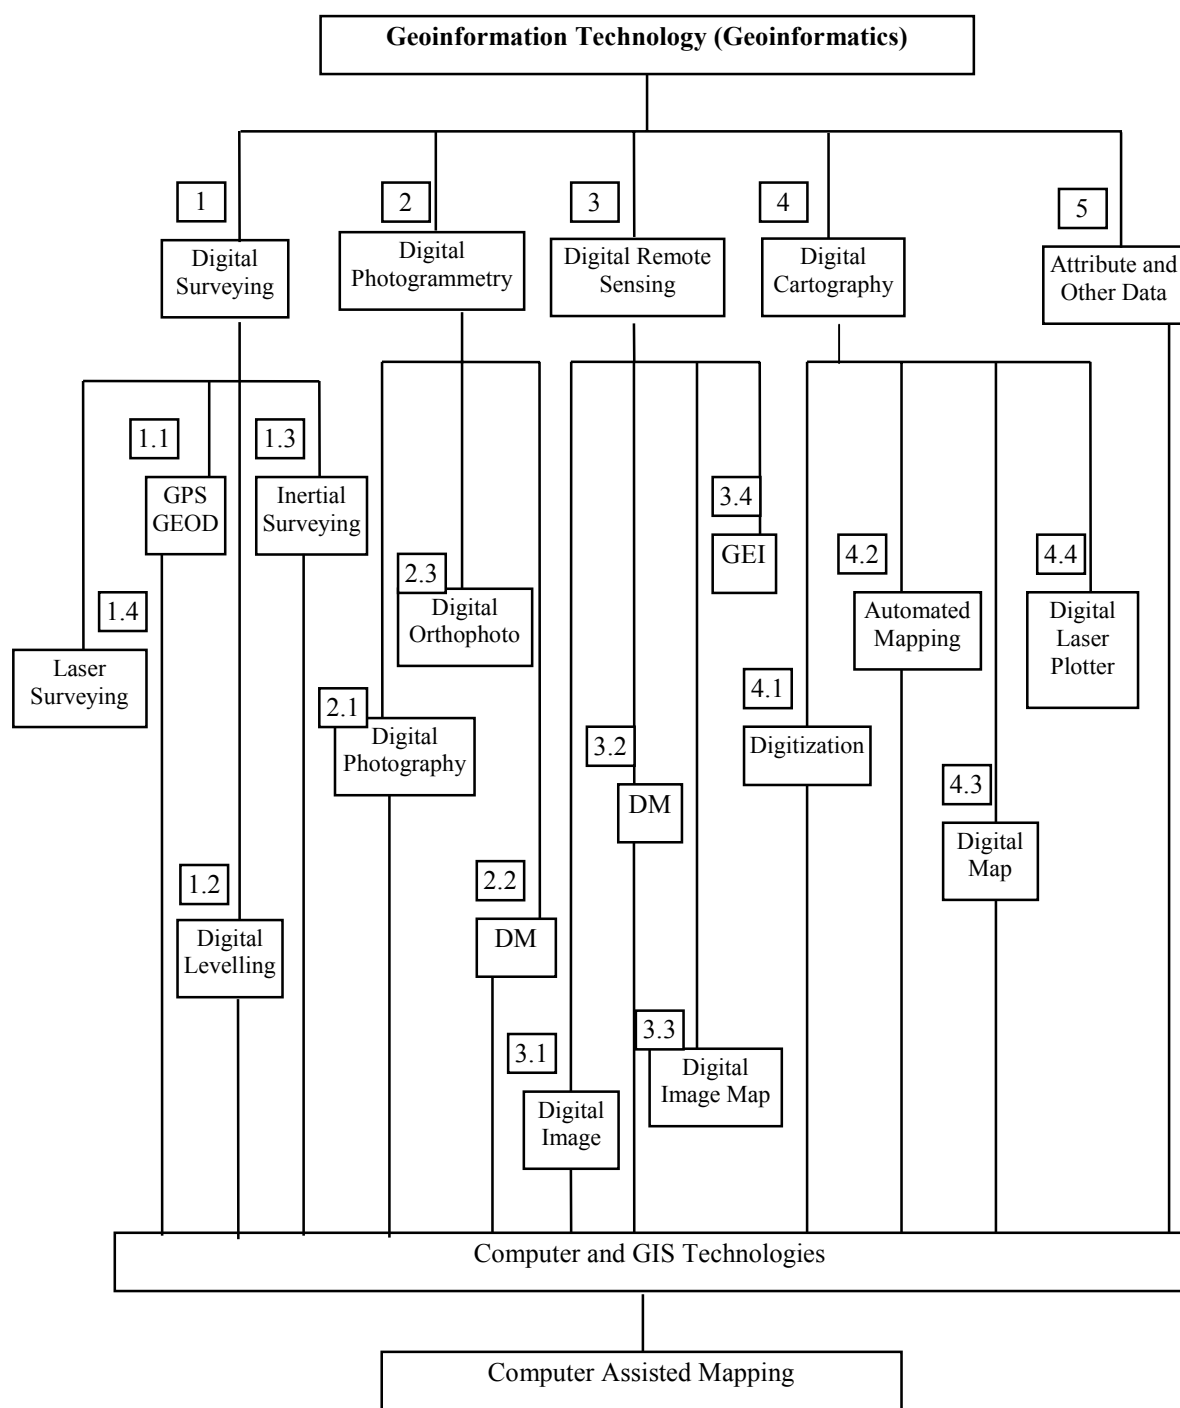 Geoinformation Technology (Geoinformatics)
1
2
3
4
5
Digital
Surveying
Digital
Photogrammetry
Digital Remote
Sensing
Digital
Cartography
Attribute and
Other Data
1.1
1.3
GPS
GEOD
Inertial
Surveying
3.4
GEI
1.4
Laser
Surveying
2.3
Digital
Orthophoto
4.2
Automated
Mapping
4.4
Digital
Laser
Plotter
2.1
Digital
Photography
4.1
Digitization
3.2
DM
4.3
Digital
Map
1.2
Digital
Levelling
2.2
DM
3.1
Digital
Image
3.3
Digital
Image Map
Computer and GIS Technologies
Computer Assisted Mapping